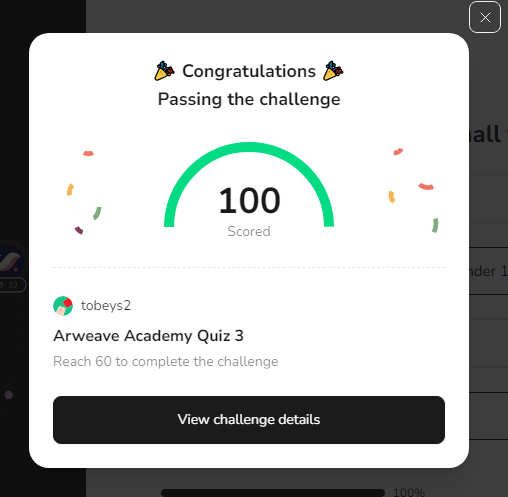 Congratulations
Passing the challenge
100
Scored
tobeys2
Arweave Academy Quiz 3
Reach 60 to complete the challenge
View challenge details
nder 1
32
100%